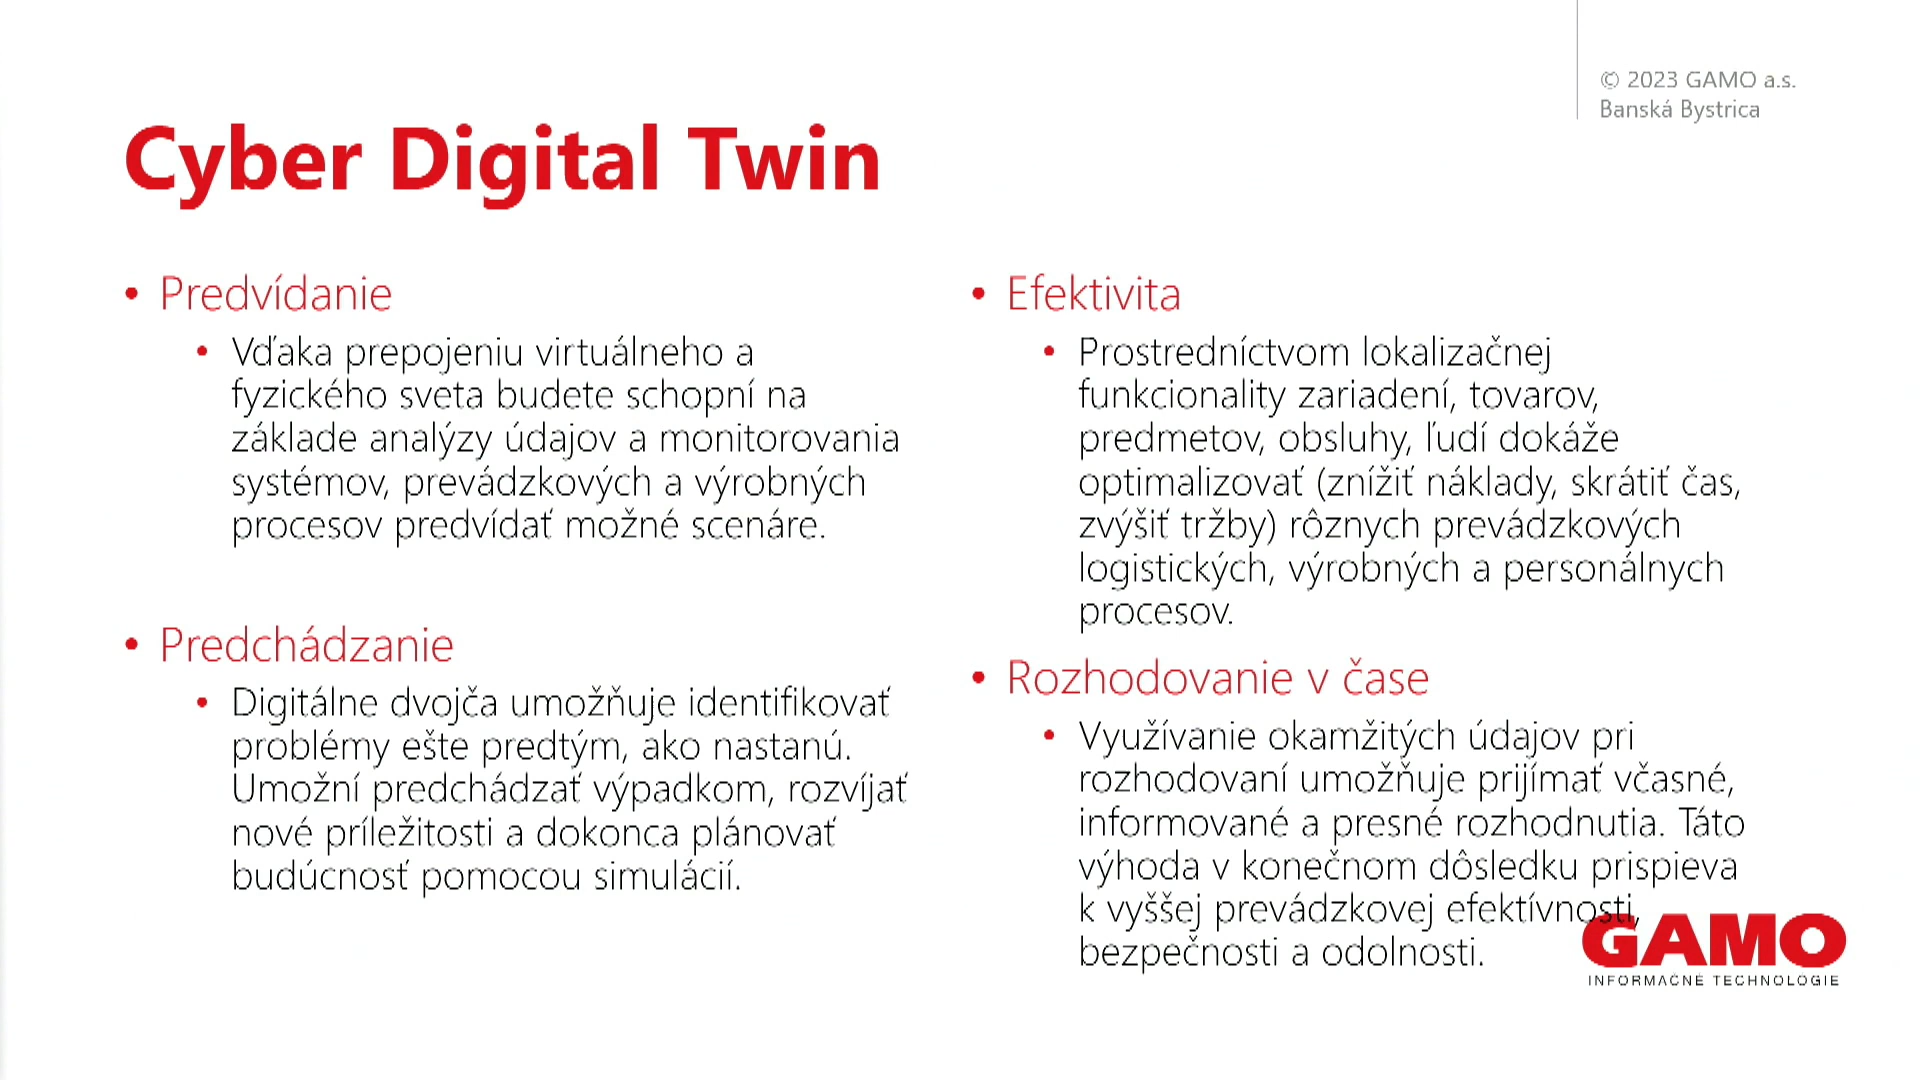 © 2023 GAMO a.s.
Banská Bystrica
Cyber Digital Twin
• Predvídanie
• Vďaka prepojeniu virtuálneho a
fyzického sveta budete schopní na
základe analýzy údajov a monitorovania
systémov, prevádzkových a výrobných
procesov predvídať možné scenáre.
• Predchádzanie
• Digitálne dvojča umožňuje identifikovať
problémy ešte predtým, ako nastanú.
Umožní predchádzať výpadkom, rozvíjať
nové príležitosti a dokonca plánovať
budúcnosť pomocou simulácií.
• Efektivita
• Prostredníctvom lokalizačnej
funkcionality zariadení, tovarov,
predmetov, obsluhy, ľudí dokáže
optimalizovať (znížiť náklady, skrátiť čas,
zvýšiť tržby) rôznych prevádzkových
logistických, výrobných a personálnych
procesov.
• Rozhodovanie v čase
• Využívanie okamžitých údajov pri
rozhodovaní umožňuje prijímať včasné,
informované a presné rozhodnutia. Táto
výhoda v konečnom dôsledku prispieva
k vyššej prevádzkovej efektívnosti,
bezpečnosti a odolnosti.
GAMO
INFORMAČNÉ TECHNOLÓGIE